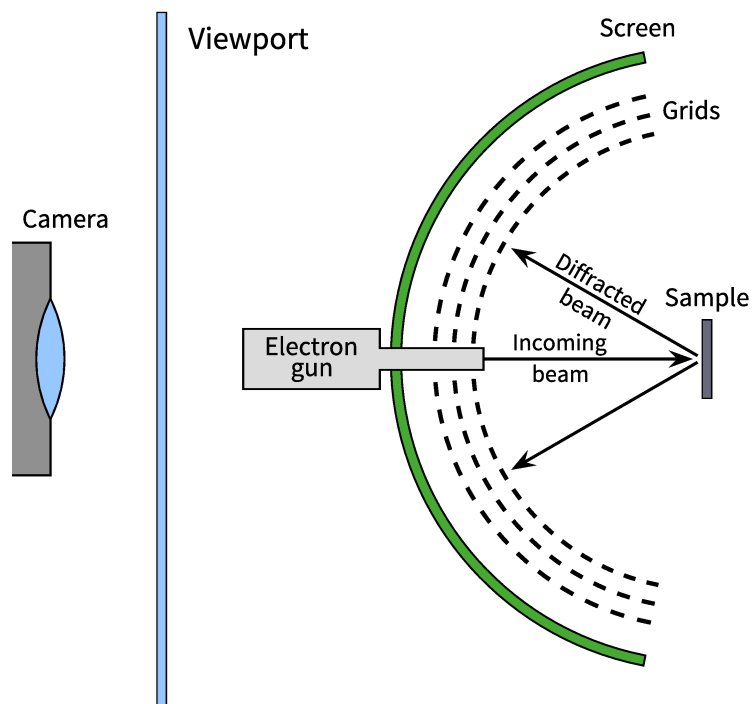 Screen
Viewport
Grids
Camera
Diffracted
beam
Sample
Electron
gun
Incoming
beam